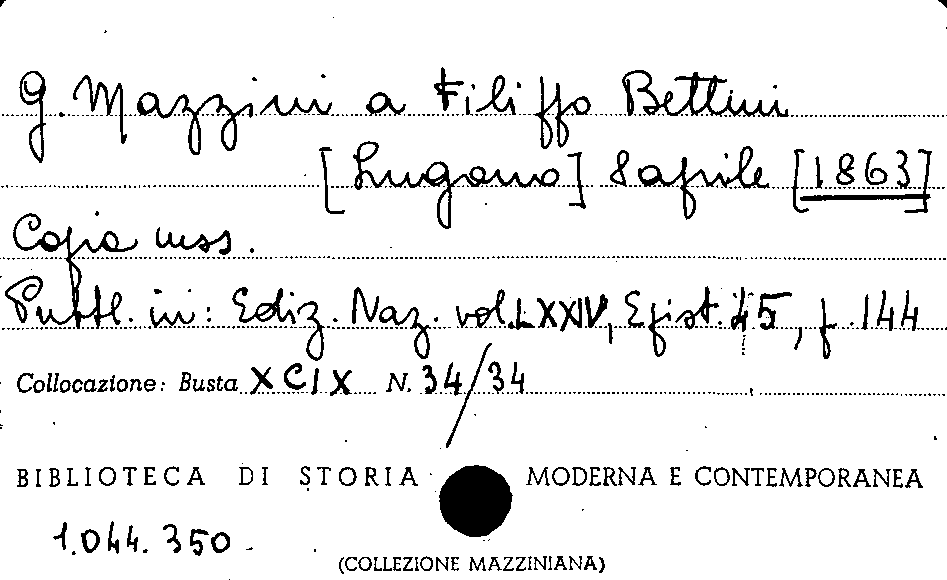 G. Mazzini a Filippo Bettini
[Lugano] 8 aprile [1863]
Copia mss.
Pubbl. in: Ediz. Naz. vol. LXXIV, Epist. 45, p. 144
Collocazione: Busta XCIX N. 34/34
BIBLIOTECA DI STORIA MODERNA E CONTEMPORANEA
1.044.350
(COLLEZIONE MAZZINIANA)